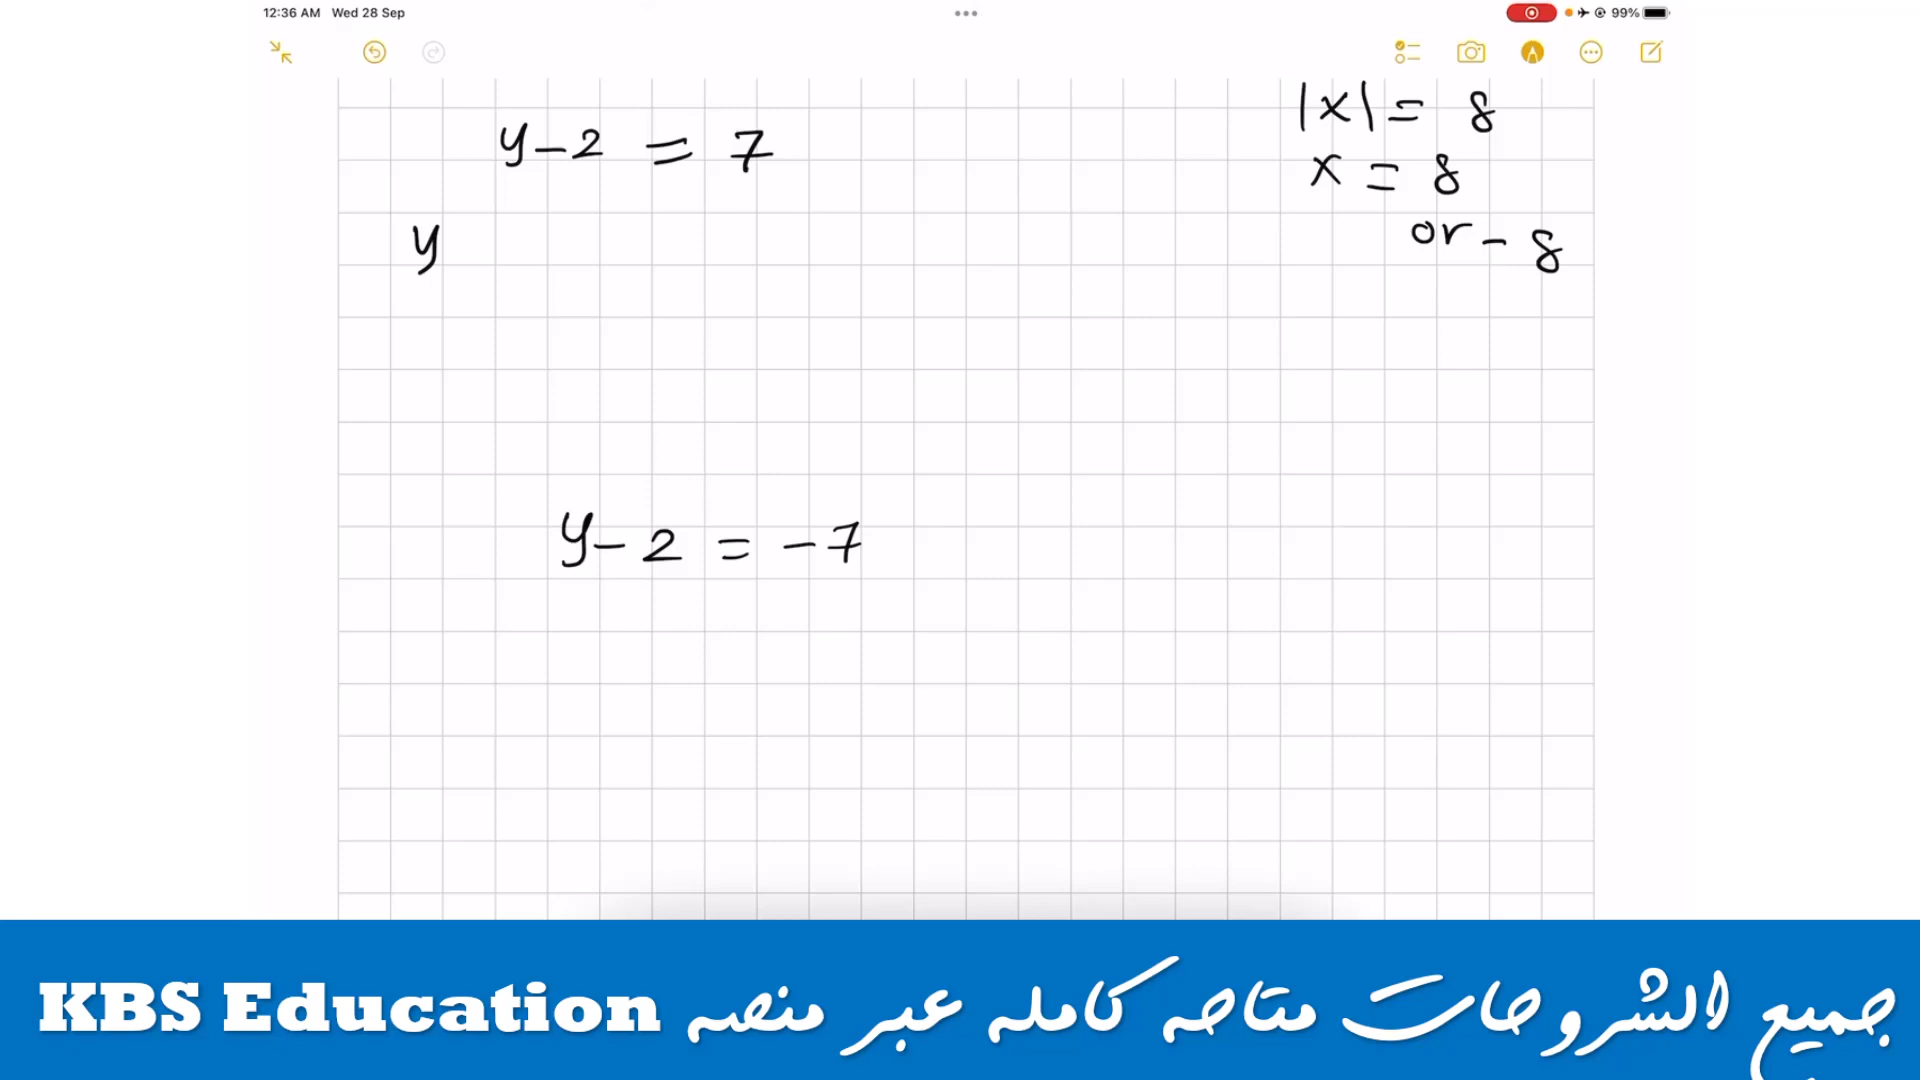 12:36 AM Wed 28 Sep
99%
y - 2 = 7
|x| = 8
x = 8
or - 8
y
y - 2 = - 7
جميع الشروحات متاحه كامله عبر منصه KBS Education